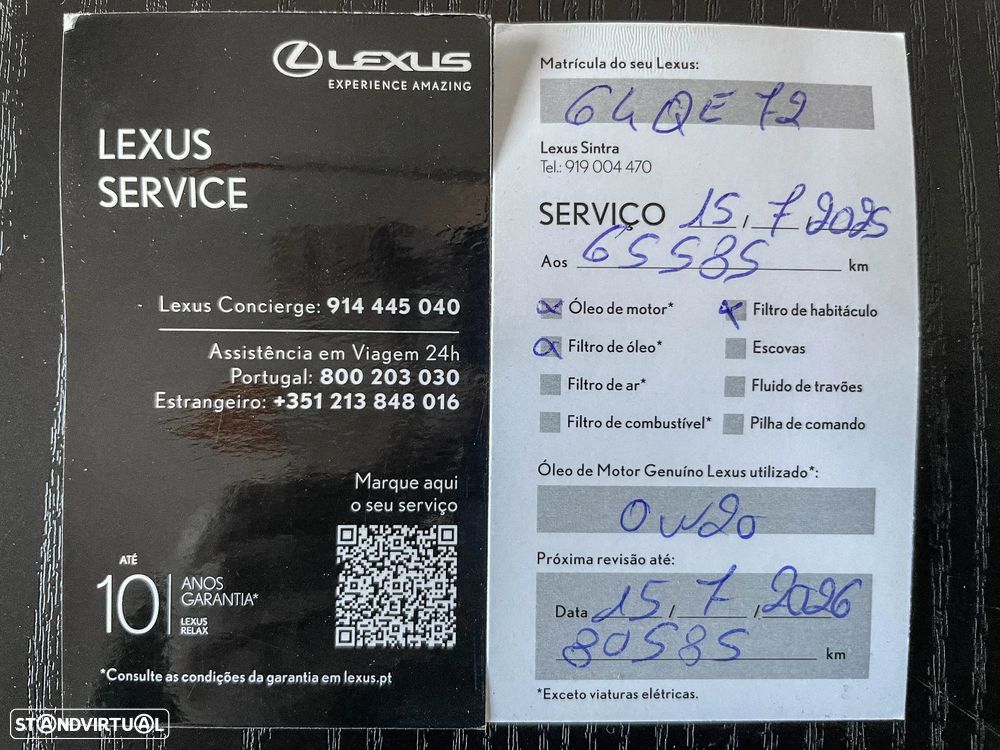 LEXUS
EXPERIENCE AMAZING
LEXUS
SERVICE
Lexus Concierge: 914 445 040
Assistência em Viagem 24h
Portugal: 800 203 030
Estrangeiro: +351 213 848 016
Marque aqui
o seu serviço
ATÉ
10 ANOS
GARANTIA*
LEXUS
RELAX
*Consulte as condições da garantia em lexus.pt
Matrícula do seu Lexus:
64 QE 72
Lexus Sintra
Tel.: 919 004 470
SERVIÇO 15, 7, 2025
Aos 65585 km
Óleo de motor* Filtro de habitáculo
Filtro de óleo* Escovas
Filtro de ar* Fluido de travões
Filtro de combustível* Pilha de comando
Óleo de Motor Genuíno Lexus utilizado*:
0w20
Próxima revisão até:
Data 15/ 7 /2026
80585 km
*Exceto viaturas elétricas.
STANDVIRTUAL